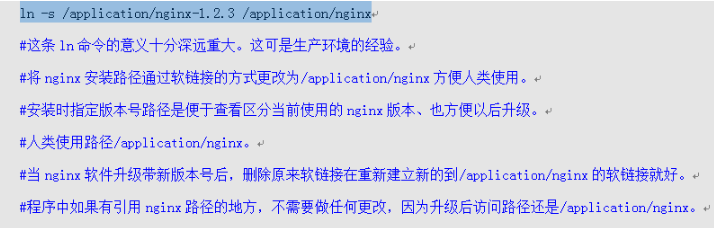 ln -s /application/nginx-1.2.3 /application/nginx
#这条 ln 命令的意义十分深远重大。这可是生产环境的经验。
#将 nginx 安装路径通过软链接的方式更改为/application/nginx 方便人类使用。
#安装时指定版本号路径是便于查看区分当前使用的 nginx 版本、也方便以后升级。
#人类使用路径/application/nginx。
#当 nginx 软件升级带新版本号后，删除原来软链接在重新建立新的到/application/nginx 的软链接就好。
#程序中如果有引用 nginx 路径的地方，不需要做任何更改，因为升级后访问路径还是/application/nginx。